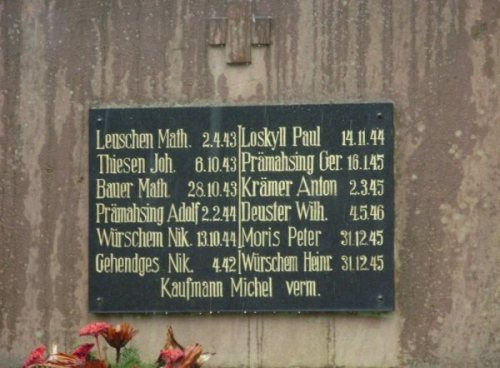 Leuschen Math. 2.4.43 Loskyll Paul 14.11.44
Thiesen Joh. 6.10.43 Prämahsing Ger. 16.1.45
Bauer Math. 28.10.43 Krämer Anton 2.3.45
Prämahsing Adolf 2.2.44 Deuster Wilh. 4.5.46
Würschem Nik. 13.10.44 Moris Peter 31.12.45
Gehendges Nik. 4.42 Würschem Heinr. 31.12.45
Kaufmann Michel verm.